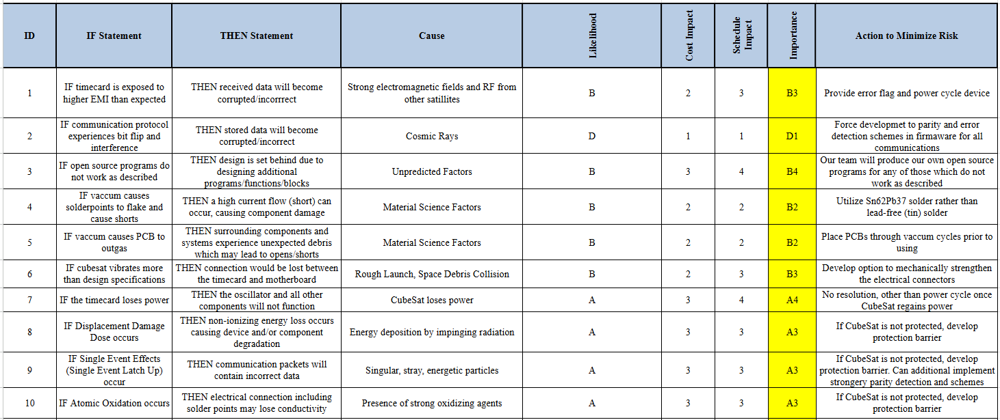 ID
IF Statement
THEN Statement
Cause
Likelihood
Cost Impact
Schedule
Impact
Importance
Action to Minimize Risk
1
IF timecard is exposed to
higher EMI than expected
THEN received data will become
corrupted/incorrrect
Strong electromagnetic fields and RF from
other satillites
B
2
3
B3
Provide error flag and power cycle device
2
IF communication protocol
experiences bit flip and
interference
THEN stored data will become
corrupted/incorrect
Cosmic Rays
D
1
1
D1
Force developmet to parity and error
detection schemes in firmaware for all
communications
3
IF open source programs do
not work as described
THEN design is set behind due to
designing additional
programs/functions/blocks
Unpredicted Factors
B
3
4
B4
Our team will produce our own open source
programs for any of those which do not
work as described
4
IF vaccum causes
solderpoints to flake and
cause shorts
THEN a high current flow (short) can
occur, causing component damage
Material Science Factors
B
2
2
B2
Utilize Sn62Pb37 solder rather than
lead-free (tin) solder
5
IF vaccum causes PCB to
outgas
THEN surrounding components and
systems experience unexpected debris
which may lead to opens/shorts
Material Science Factors
B
2
2
B2
Place PCBs through vaccum cycles prior to
using
6
IF cubesat vibrates more
than design specifications
THEN connection would be lost between
the timecard and motherboard
Rough Launch, Space Debris Collision
B
2
3
B3
Develop option to mechanically strengthen
the electrical connectors
7
IF the timecard loses power
THEN the oscillator and all other
components will not function
CubeSat loses power
A
3
4
A4
No resolution, other than power cycle once
CubeSat regains power
8
IF Displacement Damage
Dose occurs
THEN non-ionizing energy loss occurs
causing device and/or component
degradation
Energy deposition by impinging radiation
A
3
3
A3
If CubeSat is not protected, develop
protection barrier
9
IF Single Event Effects
(Single Event Latch Up)
occur
THEN communication packets will
contain incorrect data
Singular, stray, energetic particles
A
3
3
A3
If CubeSat is not protected, develop
protection barrier. Can additional implement
strongery parity detection and schemes
10
IF Atomic Oxidation occurs
THEN electrical connection including
solder points may lose conductivity
Presence of strong oxidizing agents
A
3
3
A3
If CubeSat is not protected, develop
protection barrier